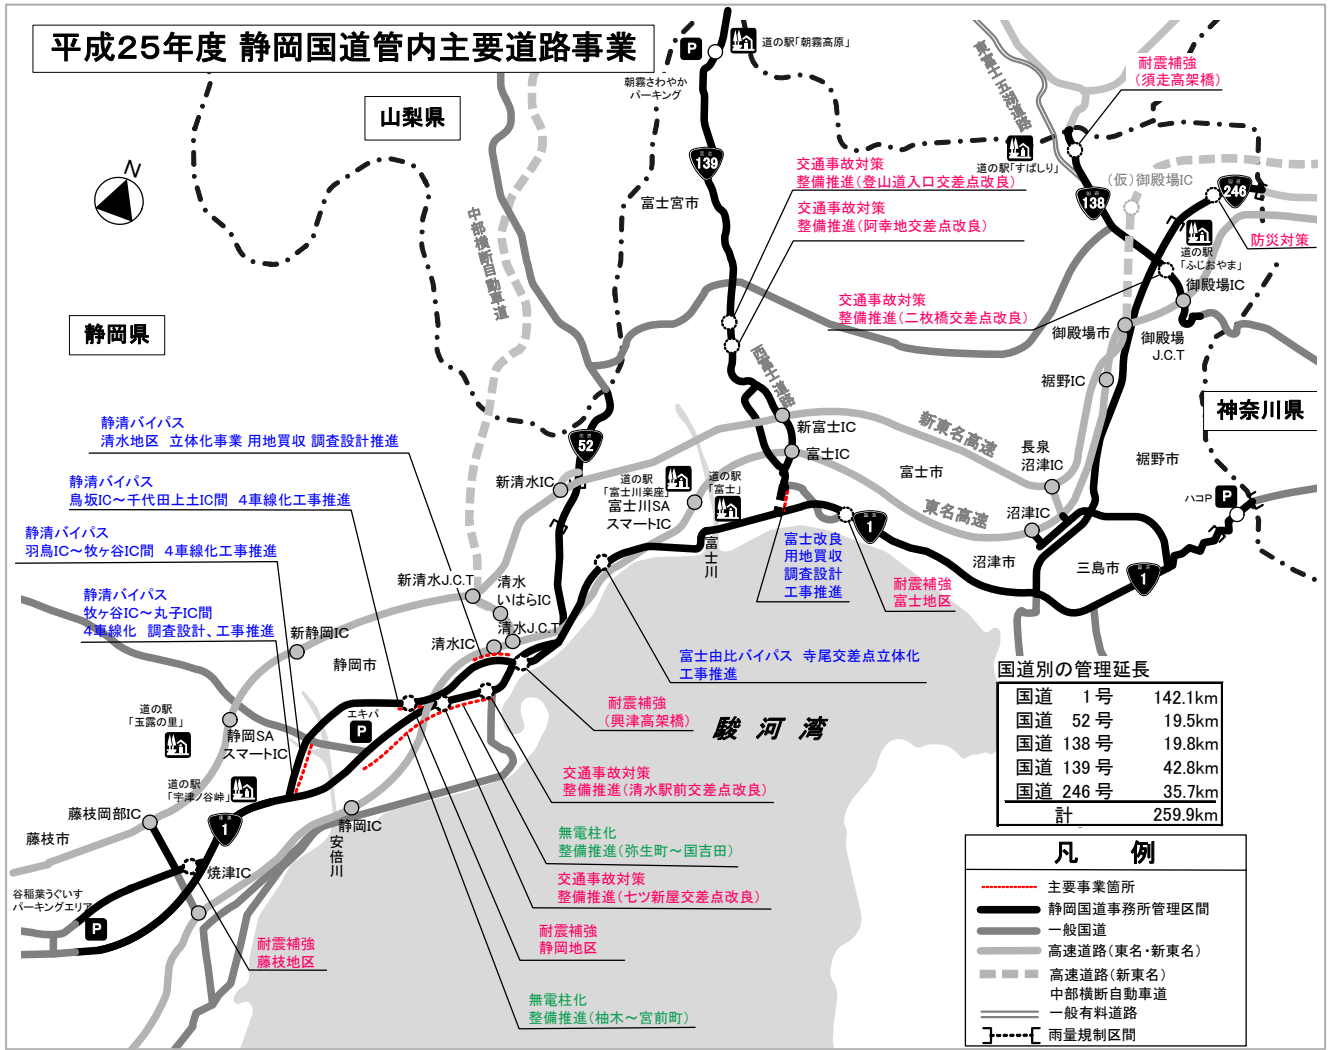 平成25年度 静岡国道管内主要道路事業
山梨県
静岡県
神奈川県
N
P
朝霧さわやか
パーキング
道の駅「朝霧高原」
139
富士宮市
東富士五湖道路
耐震補強
(須走高架橋)
道の駅「すばしり」
138
(仮)御殿場IC
246
防災対策
道の駅
「ふじおやま」
御殿場IC
交通事故対策
整備推進(登山道入口交差点改良)
交通事故対策
整備推進(阿幸地交差点改良)
交通事故対策
整備推進(二枚橋交差点改良)
御殿場市
御殿場
J.C.T
裾野IC
中部横断自動車道
西富士道路
新富士IC
富士IC
新東名高速
東名高速
富士市
長泉
沼津IC
裾野市
沼津IC
沼津市
三島市
ハコP
P
1
静清バイパス
清水地区 立体化事業 用地買収 調査設計推進
静清バイパス
鳥坂IC～千代田上土IC間 4車線化工事推進
静清バイパス
羽鳥IC～牧ヶ谷IC間 4車線化工事推進
静清バイパス
牧ヶ谷IC～丸子IC間
4車線化 調査設計、工事推進
52
新清水IC
道の駅
「富士川楽座」
富士川SA
スマートIC
道の駅
「富士」
富士川
富士改良
用地買収
調査設計
工事推進
1
耐震補強
富士地区
新清水J.C.T
清水
いはらIC
清水J.C.T
清水IC
新静岡IC
静岡市
富士由比バイパス 寺尾交差点立体化
工事推進
耐震補強
(興津高架橋)
駿河湾
道の駅
「玉露の里」
静岡SA
スマートIC
エキパ
P
道の駅
「宇津ノ谷峠」
藤枝岡部IC
藤枝市
1
静岡IC
安倍川
焼津IC
谷稲葉うぐいす
パーキングエリア
P
交通事故対策
整備推進(清水駅前交差点改良)
無電柱化
整備推進(弥生町～国吉田)
交通事故対策
整備推進(七ツ新屋交差点改良)
耐震補強
静岡地区
耐震補強
藤枝地区
無電柱化
整備推進(柚木～宮前町)
国道別の管理延長
国道 1号 142.1km
国道 52号 19.5km
国道 138号 19.8km
国道 139号 42.8km
国道 246号 35.7km
計 259.9km
凡 例
主要事業箇所
静岡国道事務所管理区間
一般国道
高速道路(東名・新東名)
高速道路(新東名)
中部横断自動車道
一般有料道路
雨量規制区間